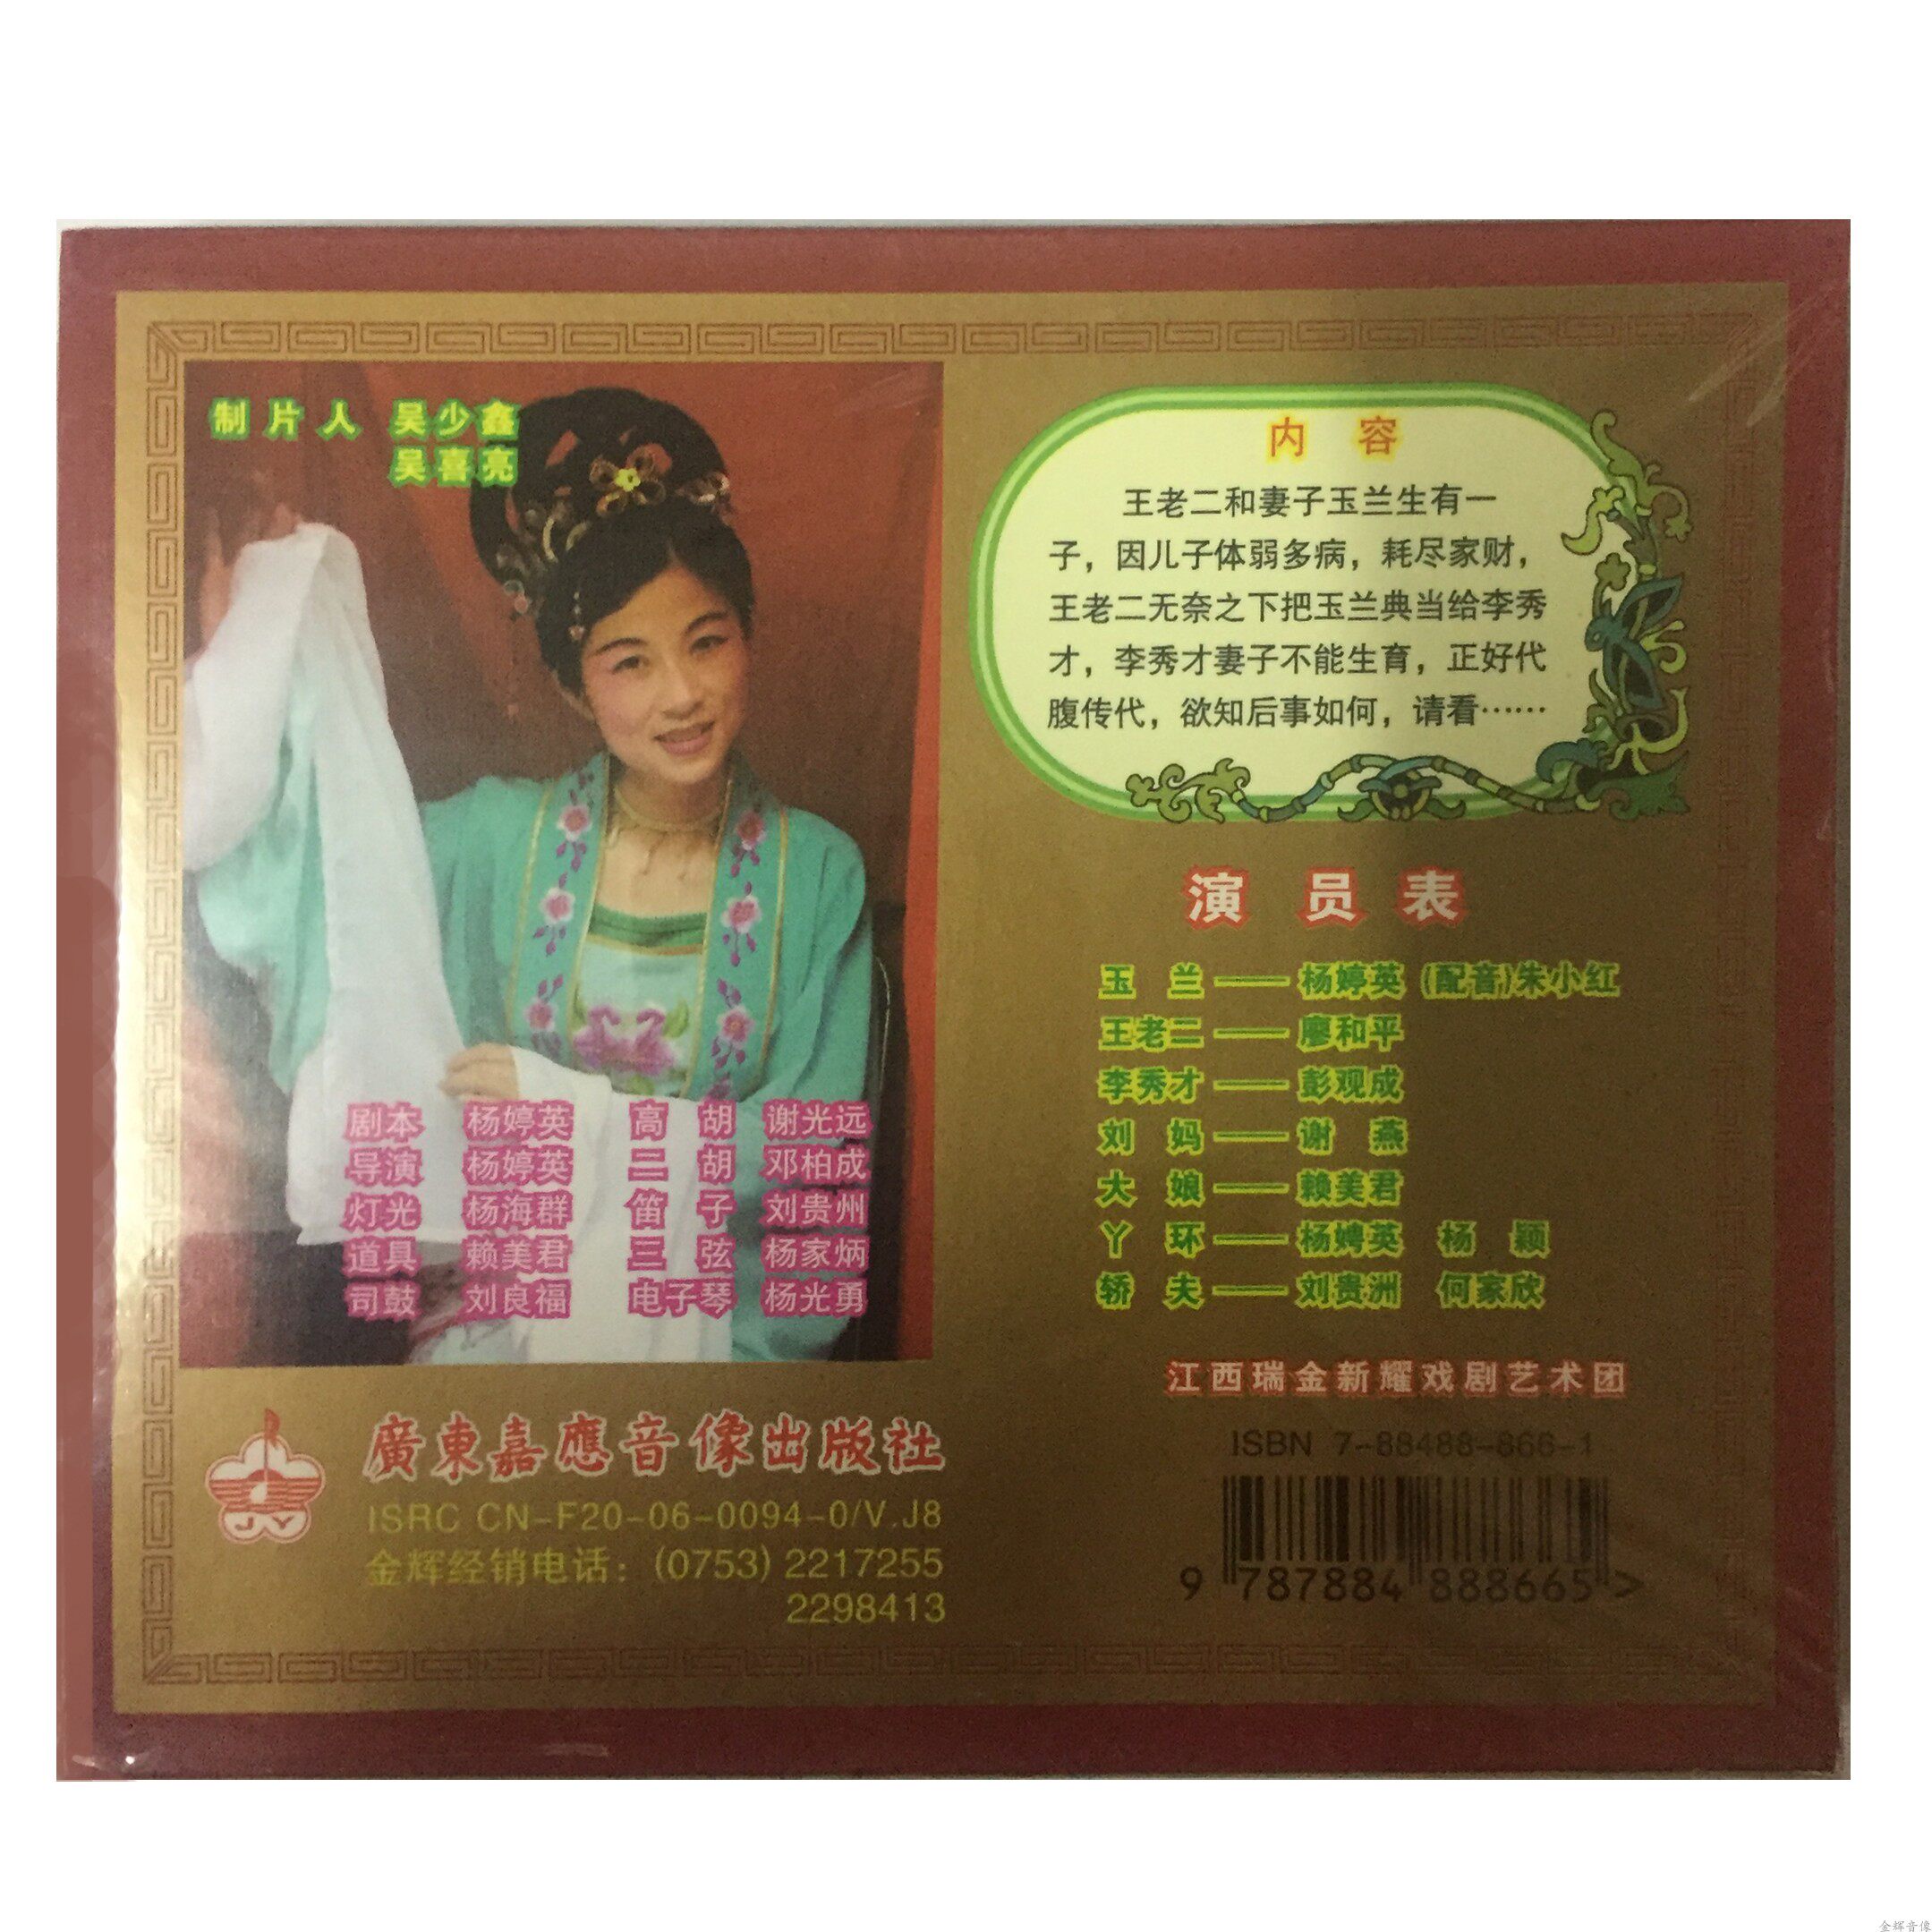 制片人 吴少鑫
吴喜亮
剧本 杨婷英 高胡 谢光远
导演 杨婷英 二胡 邓柏成
灯光 杨海群 笛子 刘贵州
道具 赖美君 三弦 杨家炳
司鼓 刘良福 电子琴 杨光勇
廣東嘉應音像出版社
JY
ISRC CN-F20-06-0094-0/V.J8
金辉经销电话：(0753) 2217255
2298413
内容
王老二和妻子玉兰生有一
子，因儿子体弱多病，耗尽家财，
王老二无奈之下把玉兰典当给李秀
才，李秀才妻子不能生育，正好代
腹传代，欲知后事如何，请看……
演员表
玉兰——杨婷英 (配音)朱小红
王老二——廖和平
李秀才——彭观成
刘妈——谢燕
大娘——赖美君
丫环——杨娉英 杨颖
轿夫——刘贵洲 何家欣
江西瑞金新耀戏剧艺术团
ISBN 7-88488-866-1
9 787884 888665 >
金辉音像